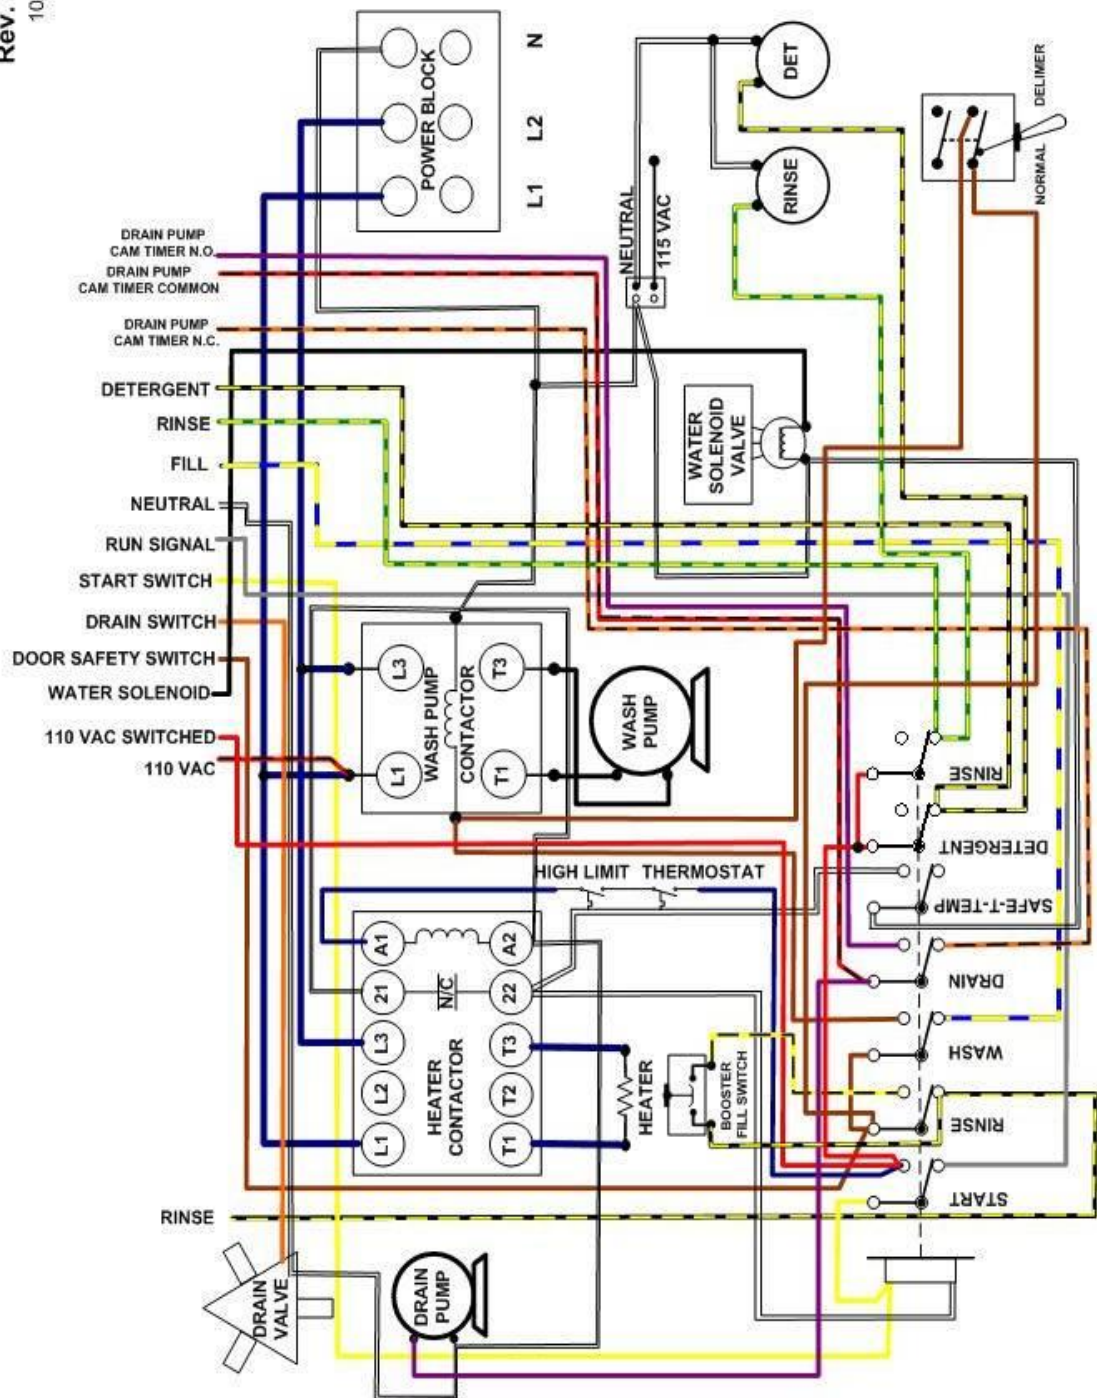 Rev.
10
POWER BLOCK
N
L2
L1
DET
RINSE
DELIMER
NORMAL
NEUTRAL
115 VAC
DRAIN PUMP
CAM TIMER N.O.
DRAIN PUMP
CAM TIMER COMMON
DRAIN PUMP
CAM TIMER N.C.
DETERGENT
RINSE
FILL
NEUTRAL
RUN SIGNAL
START SWITCH
DRAIN SWITCH
DOOR SAFETY SWITCH
WATER SOLENOID
110 VAC SWITCHED
110 VAC
WATER
SOLENOID
VALVE
L3
T3
WASH PUMP
CONTACTOR
L1
T1
WASH
PUMP
HIGH LIMIT
THERMOSTAT
A1
A2
21
N/C
22
L3
T3
L2
T2
L1
T1
HEATER
CONTACTOR
HEATER
BOOSTER
FILL SWITCH
RINSE
DETERGENT
SAFE-T-TEMP
DRAIN
WASH
RINSE
START
RINSE
DRAIN
VALVE
DRAIN
PUMP